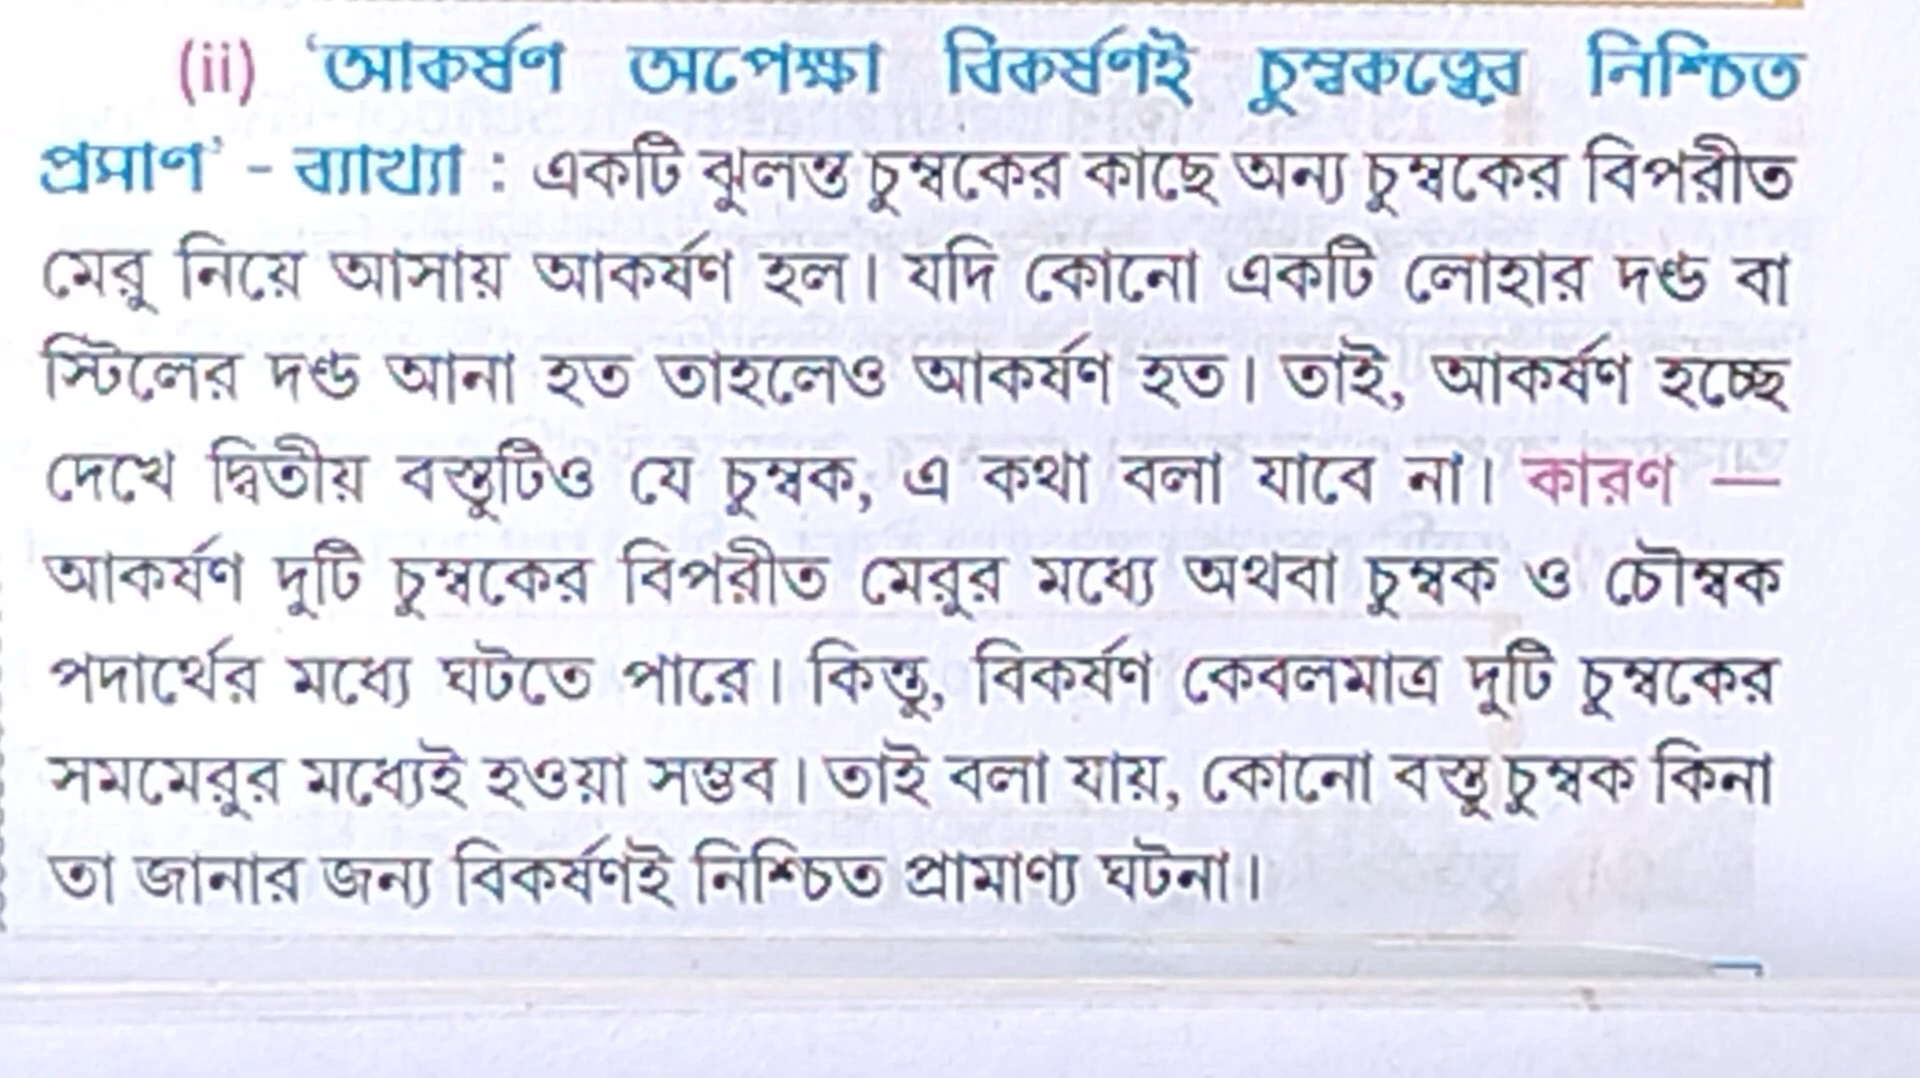 (ii) ‘আকর্ষণ অপেক্ষা বিকর্ষণই চুম্বকত্বের নিশ্চিত
প্রমাণ’ - ব্যাখ্যা : একটি ঝুলন্ত চুম্বকের কাছে অন্য চুম্বকের বিপরীত
মেরু নিয়ে আসায় আকর্ষণ হল। যদি কোনো একটি লোহার দণ্ড বা
স্টিলের দণ্ড আনা হত তাহলেও আকর্ষণ হত। তাই, আকর্ষণ হচ্ছে
দেখে দ্বিতীয় বস্তুটিও যে চুম্বক, এ কথা বলা যাবে না। কারণ —
আকর্ষণ দুটি চুম্বকের বিপরীত মেরুর মধ্যে অথবা চুম্বক ও চৌম্বক
পদার্থের মধ্যে ঘটতে পারে। কিন্তু, বিকর্ষণ কেবলমাত্র দুটি চুম্বকের
সমমেরুর মধ্যেই হওয়া সম্ভব। তাই বলা যায়, কোনো বস্তু চুম্বক কিনা
তা জানার জন্য বিকর্ষণই নিশ্চিত প্রামাণ্য ঘটনা।